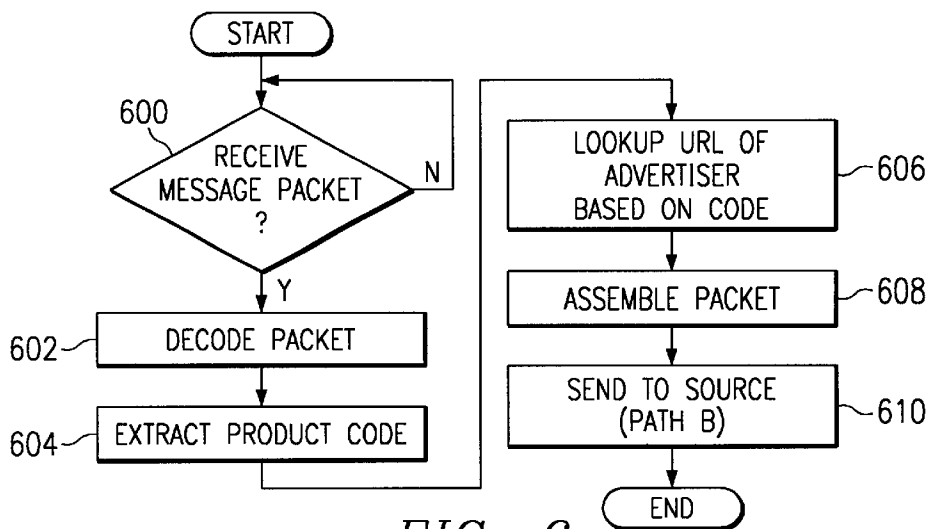 START
600
RECEIVE
MESSAGE PACKET
?
N
Y
602
DECODE PACKET
604
EXTRACT PRODUCT CODE
LOOKUP URL OF
ADVERTISER
BASED ON CODE
606
ASSEMBLE PACKET
608
SEND TO SOURCE
(PATH B)
610
END
FIG. 6